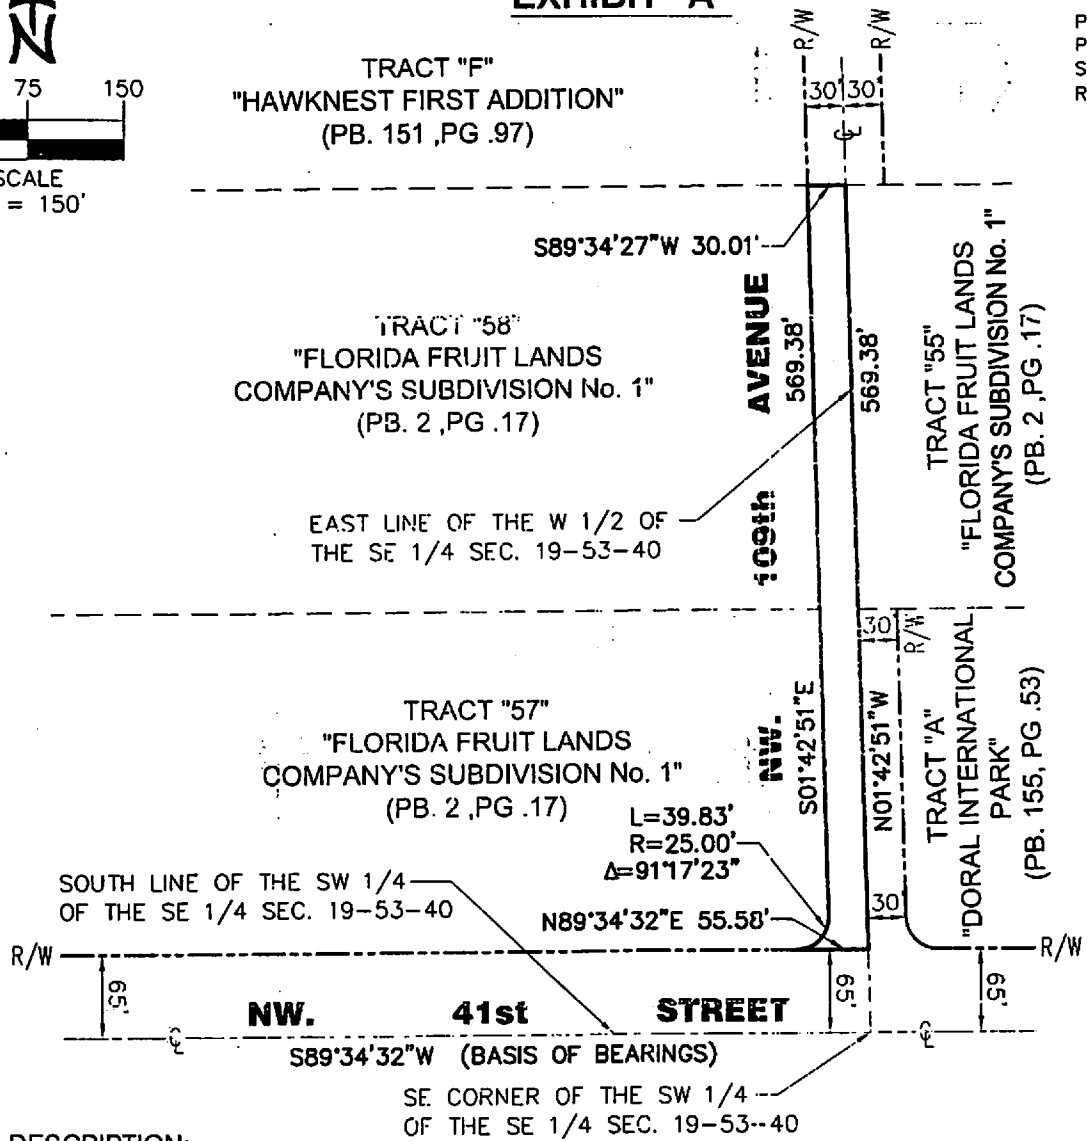 EXHIBIT "A"
N
75 150
SCALE
= 150'
TRACT "F"
"HAWKNEST FIRST ADDITION"
(PB. 151 ,PG .97)
R/W
R/W
30'
30'
P
P
S
R
S89°34'27"W 30.01'
TRACT "58"
"FLORIDA FRUIT LANDS
COMPANY'S SUBDIVISION No. 1"
(PB. 2 ,PG .17)
NW. 109th AVENUE
569.38'
569.38'
TRACT "55"
"FLORIDA FRUIT LANDS
COMPANY'S SUBDIVISION No. 1"
(PB. 2 ,PG .17)
EAST LINE OF THE W 1/2 OF
THE SE 1/4 SEC. 19-53-40
30'
R/W
TRACT "57"
"FLORIDA FRUIT LANDS
COMPANY'S SUBDIVISION No. 1"
(PB. 2 ,PG .17)
S01°42'51"E
N01°42'51"W
TRACT "A"
"DORAL INTERNATIONAL
PARK"
(PB. 155, PG .53)
L=39.83'
R=25.00'
Δ=91°17'23"
SOUTH LINE OF THE SW 1/4
OF THE SE 1/4 SEC. 19-53-40
N89°34'32"E 55.58'
30'
R/W
R/W
65'
65'
65'
NW. 41st STREET
S89°34'32"W (BASIS OF BEARINGS)
SE CORNER OF THE SW 1/4
OF THE SE 1/4 SEC. 19-53--40
DESCRIPTION: